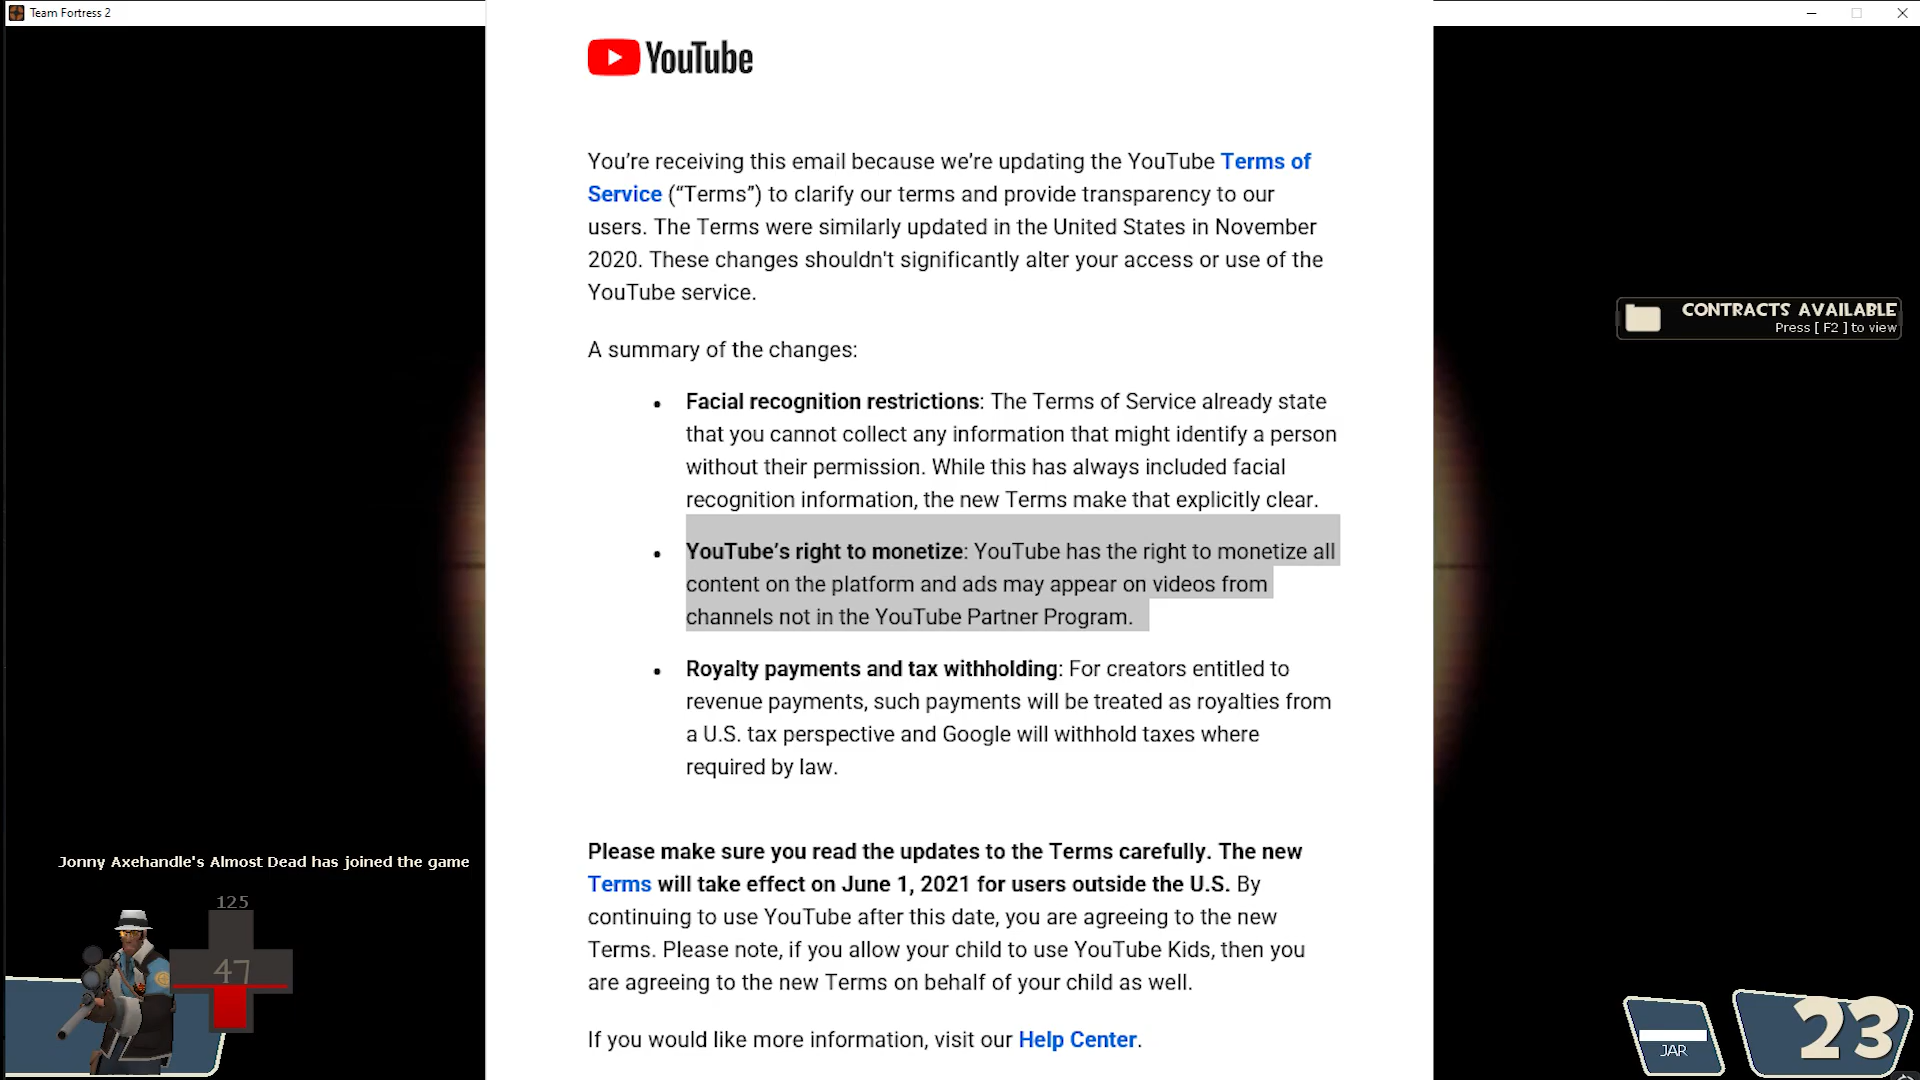 Team Fortress 2
YouTube
You’re receiving this email because we’re updating the YouTube Terms of
Service (“Terms”) to clarify our terms and provide transparency to our
users. The Terms were similarly updated in the United States in November
2020. These changes shouldn't significantly alter your access or use of the
YouTube service.
A summary of the changes:
• Facial recognition restrictions: The Terms of Service already state
that you cannot collect any information that might identify a person
without their permission. While this has always included facial
recognition information, the new Terms make that explicitly clear.
• YouTube’s right to monetize: YouTube has the right to monetize all
content on the platform and ads may appear on videos from
channels not in the YouTube Partner Program.
• Royalty payments and tax withholding: For creators entitled to
revenue payments, such payments will be treated as royalties from
a U.S. tax perspective and Google will withhold taxes where
required by law.
Please make sure you read the updates to the Terms carefully. The new
Terms will take effect on June 1, 2021 for users outside the U.S. By
continuing to use YouTube after this date, you are agreeing to the new
Terms. Please note, if you allow your child to use YouTube Kids, then you
are agreeing to the new Terms on behalf of your child as well.
If you would like more information, visit our Help Center.
CONTRACTS AVAILABLE
Press [ F2 ] to view
Jonny Axehandle's Almost Dead has joined the game
125
47
JAR
23